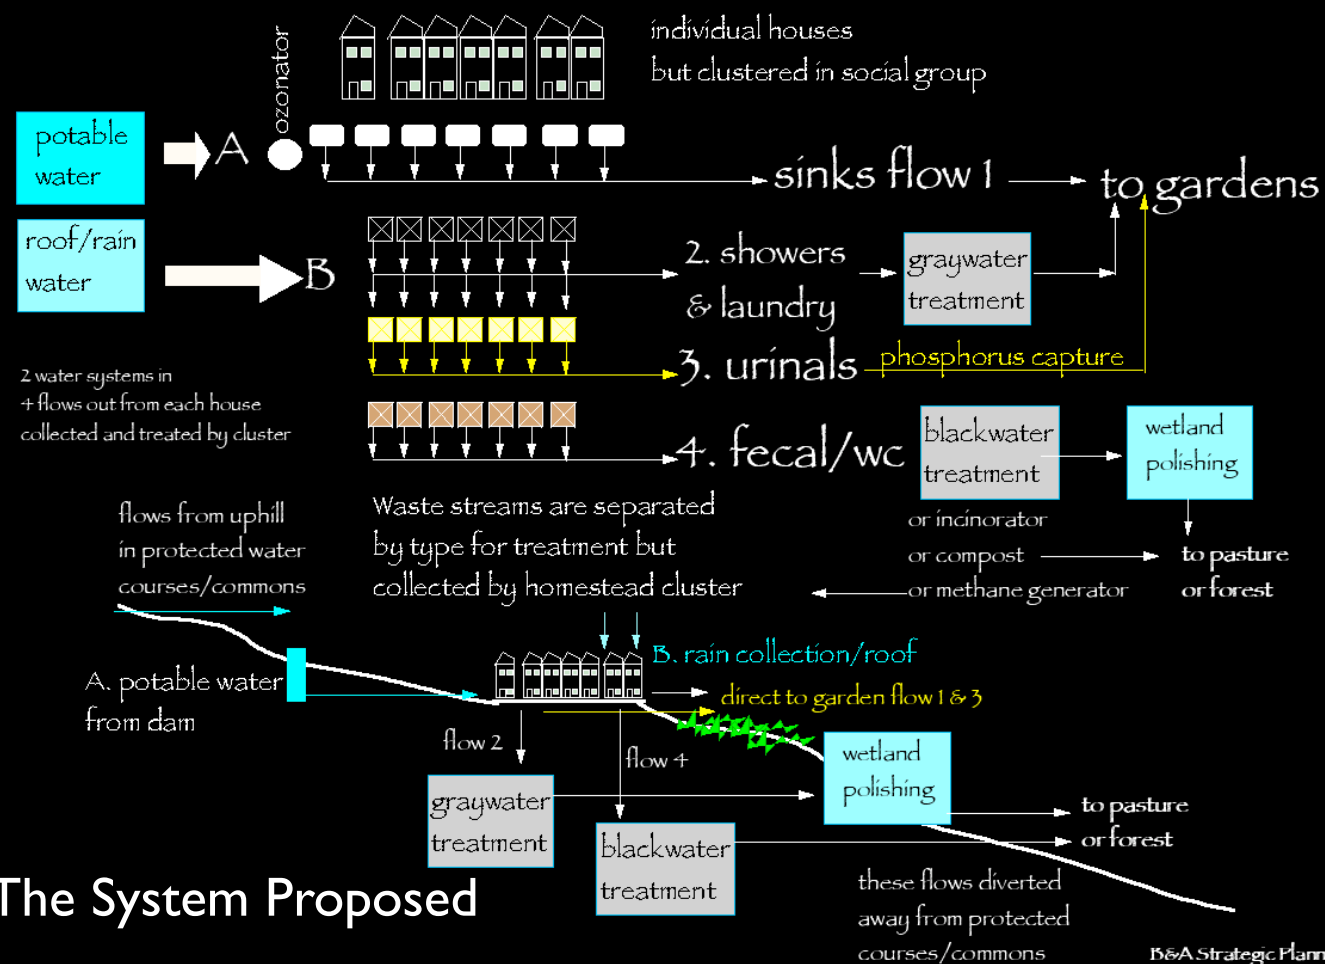 individual houses
but clustered in social group
ozonator
potable
water
A
sinks flow 1
to gardens
roof/rain
water
B
2. showers
& laundry
graywater
treatment
3. urinals
phosphorus capture
2 water systems in
4 flows out from each house
collected and treated by cluster
4. fecal/wc
blackwater
treatment
wetland
polishing
or incinorator
or compost
or methane generator
to pasture
or forest
flows from uphill
in protected water
courses/commons
Waste streams are separated
by type for treatment but
collected by homestead cluster
A. potable water
from dam
B. rain collection/roof
direct to garden flow 1 & 3
flow 2
flow 4
graywater
treatment
blackwater
treatment
wetland
polishing
to pasture
or forest
The System Proposed
these flows diverted
away from protected
courses/commons
B&A Strategic Plann